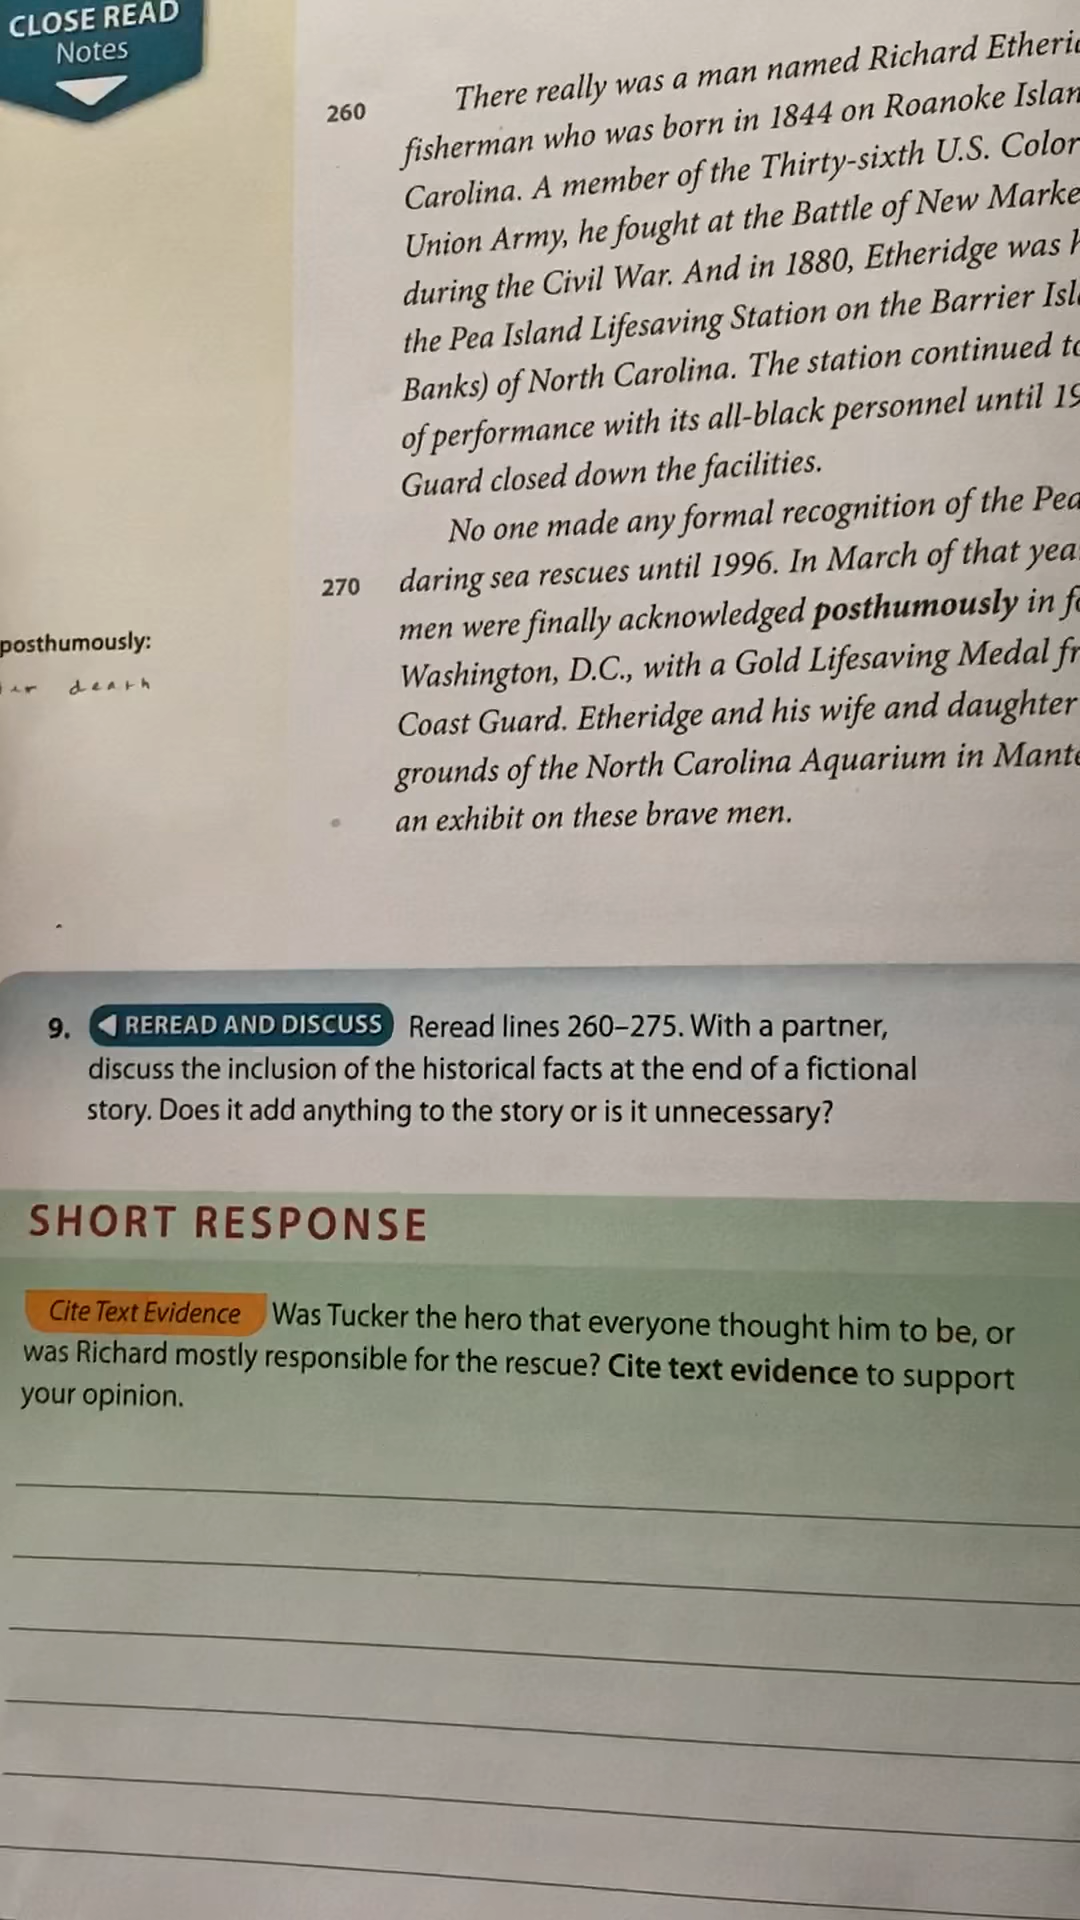 CLOSE READ
Notes
There really was a man named Richard
260 fisherman who was born in 1844 on Roanoke
Carolina. A member of the Thirty-sixth U.S.
Union Army, he fought at the Battle of New
during the Civil War. And in 1880, Etheridge was
the Pea Island Lifesaving Station on the Barrier
Banks) of North Carolina. The station continued
of performance with its all-black personnel until
Guard closed down the facilities.
No one made any formal recognition of the
270 daring sea rescues until 1996. In March of that
men were finally acknowledged posthumously in
Washington, D.C., with a Gold Lifesaving Medal
Coast Guard. Etheridge and his wife and daughter
grounds of the North Carolina Aquarium in
an exhibit on these brave men.
posthumously:
death
9. REREAD AND DISCUSS Reread lines 260–275. With a partner,
discuss the inclusion of the historical facts at the end of a fictional
story. Does it add anything to the story or is it unnecessary?
SHORT RESPONSE
Cite Text Evidence Was Tucker the hero that everyone thought him to be, or
was Richard mostly responsible for the rescue? Cite text evidence to support
your opinion.